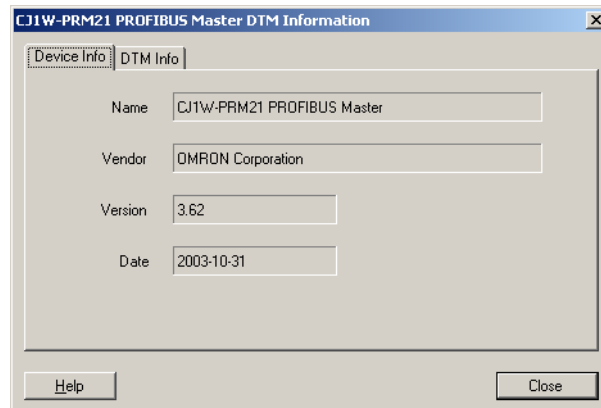 CJ1W-PRM21 PROFIBUS Master DTM Information
Device Info DTM Info
Name CJ1W-PRM21 PROFIBUS Master
Vendor OMRON Corporation
Version 3.62
Date 2003-10-31
Help Close